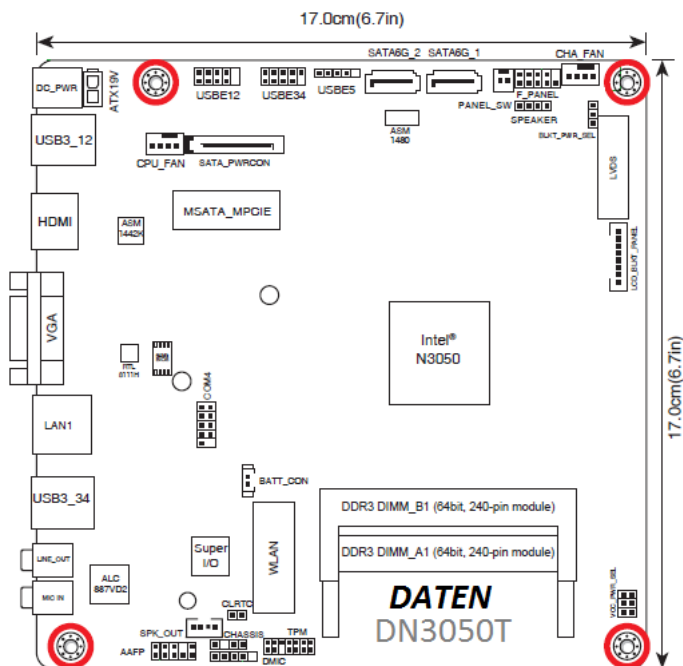 17.0cm(6.7in)
DC_PWR
ATX19V
USBE12
USBE34
USBE5
SATA6G_2
SATA6G_1
CHA_FAN
F_PANEL
PANEL_SW
SPEAKER
BLKT_PWR_SEL
USB3_12
CPU_FAN
SATA_PWRCON
ASM
1480
LVDS
HDMI
ASM
1442K
MSATA_MPCIE
LCD_BLKT_PANEL
VGA
Intel®
N3050
17.0cm(6.7in)
RTL
8111H
COM4
LAN1
BATT_CON
USB3_34
DDR3 DIMM_B1 (64bit, 240-pin module)
DDR3 DIMM_A1 (64bit, 240-pin module)
LINE_OUT
Super
I/O
WLAN
MIC IN
ALC
887VD2
DATEN
DN3050T
VCC_PWR_SEL
CLRTC
SPK_OUT
CHASSIS
TPM
AAFP
DMIC